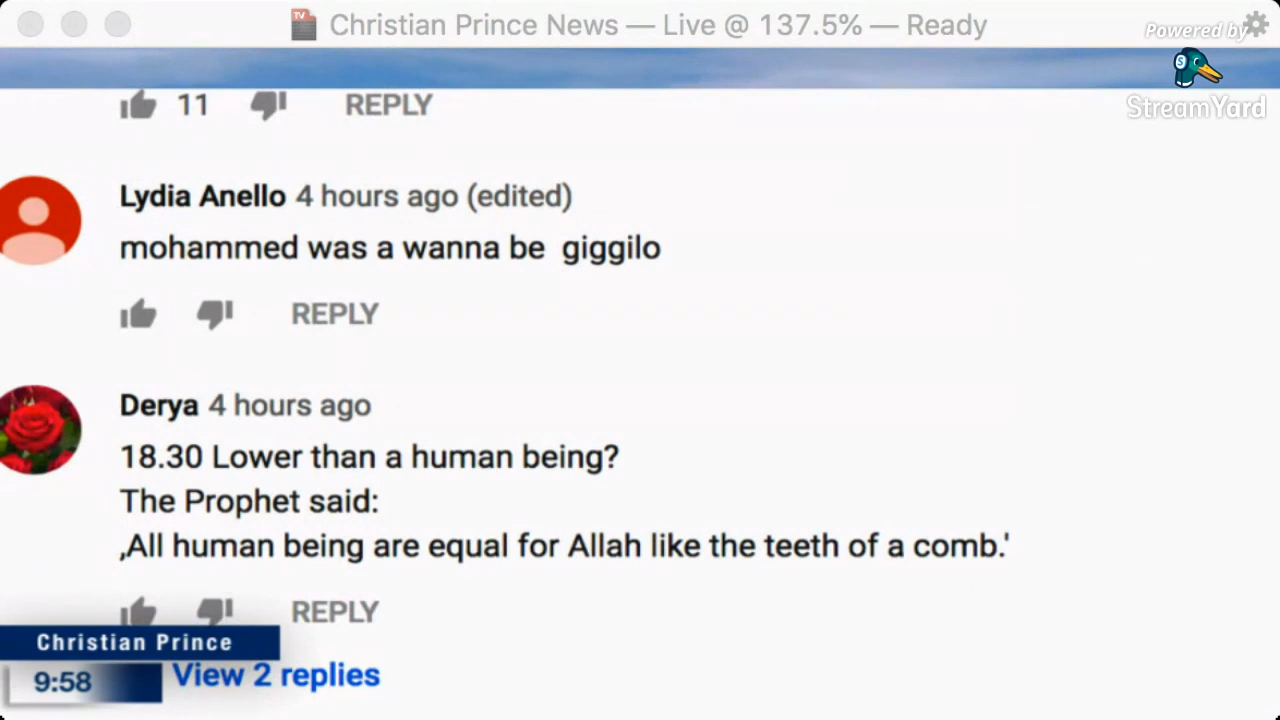 Christian Prince News — Live @ 137.5% — Ready
Powered by
StreamYard
11 REPLY
Lydia Anello 4 hours ago (edited)
mohammed was a wanna be giggilo
REPLY
Derya 4 hours ago
18.30 Lower than a human being?
The Prophet said:
,All human being are equal for Allah like the teeth of a comb.'
REPLY
Christian Prince
9:58
View 2 replies